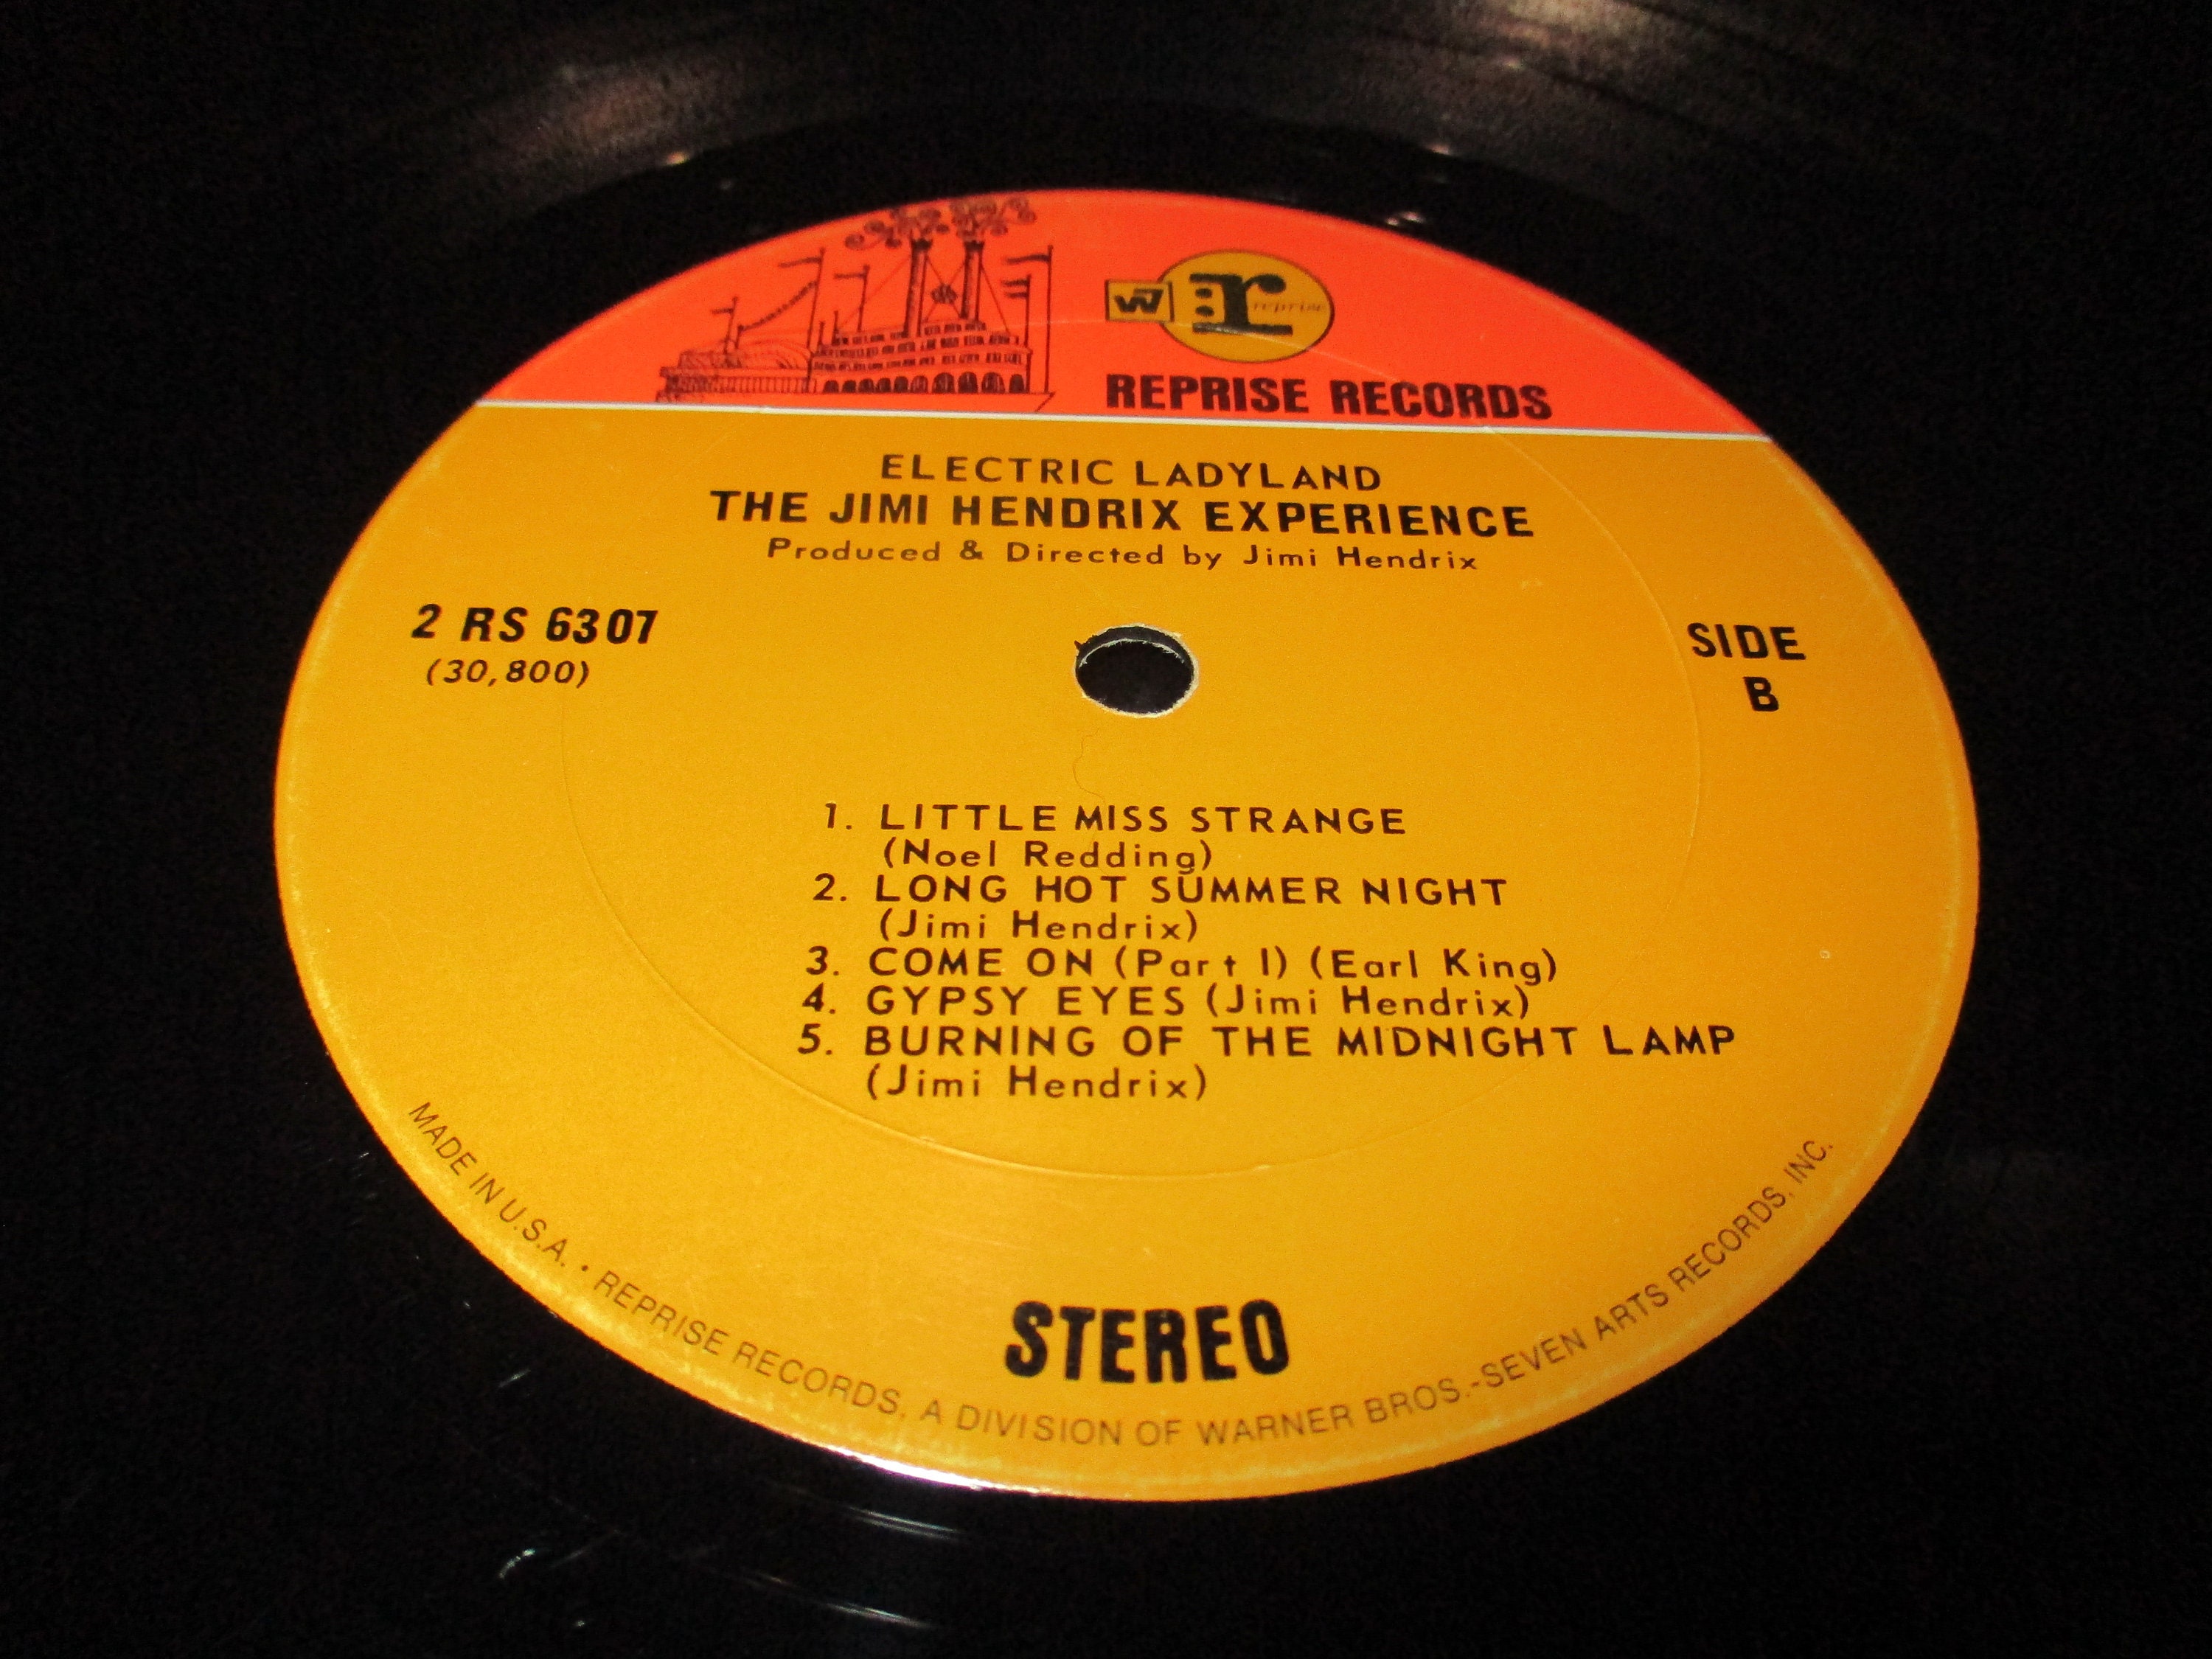 W7
r
reprise
REPRISE RECORDS
ELECTRIC LADYLAND
THE JIMI HENDRIX EXPERIENCE
Produced & Directed by Jimi Hendrix
2 RS 6307
(30,800)
SIDE
B
1. LITTLE MISS STRANGE
(Noel Redding)
2. LONG HOT SUMMER NIGHT
(Jimi Hendrix)
3. COME ON (Part I) (Earl King)
4. GYPSY EYES (Jimi Hendrix)
5. BURNING OF THE MIDNIGHT LAMP
(Jimi Hendrix)
STEREO
MADE IN U.S.A. • REPRISE RECORDS, A DIVISION OF WARNER BROS.-SEVEN ARTS RECORDS, INC.